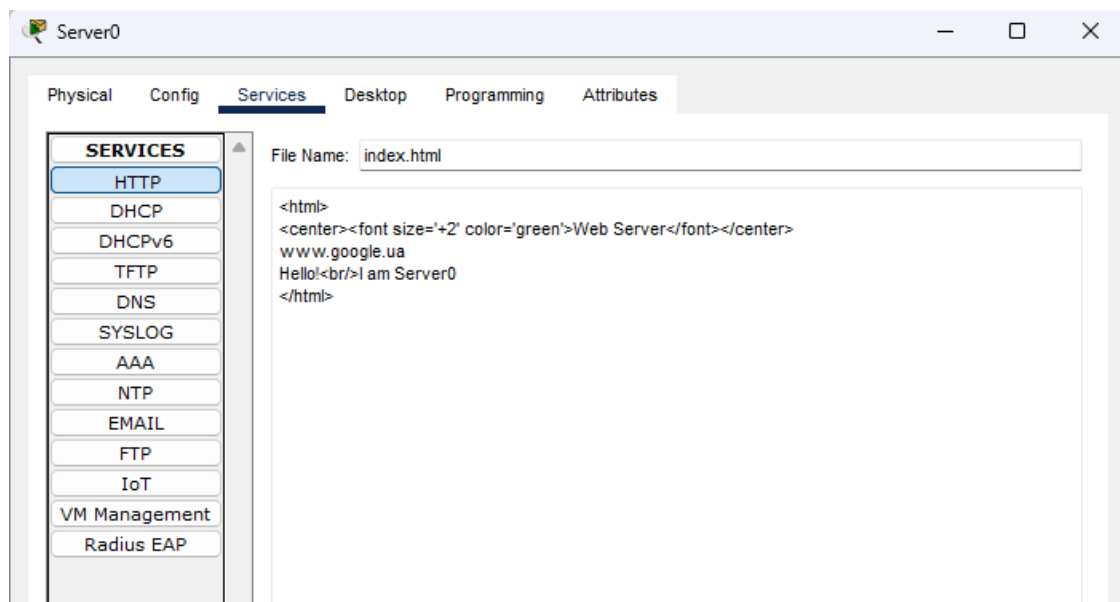 Server0
Physical Config Services Desktop Programming Attributes
SERVICES
HTTP
DHCP
DHCPv6
TFTP
DNS
SYSLOG
AAA
NTP
EMAIL
FTP
IoT
VM Management
Radius EAP
File Name: index.html
<html>
<center><font size='+2' color='green'>Web Server</font></center>
www.google.ua
Hello!<br/>I am Server0
</html>